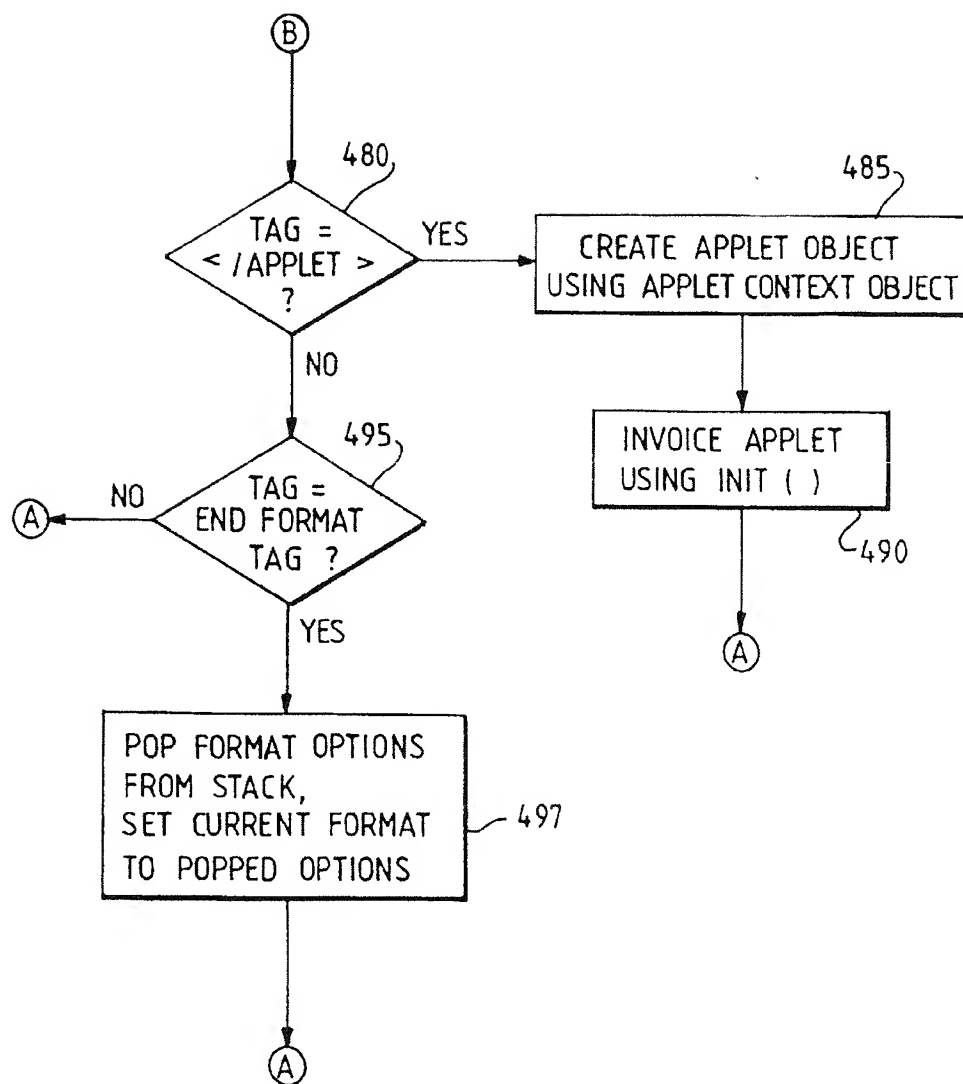 B
480
TAG =
< /APPLET >
?
YES
485
CREATE APPLET OBJECT
USING APPLET CONTEXT OBJECT
NO
INVOICE APPLET
USING INIT ( )
490
A
495
TAG =
END FORMAT
TAG ?
NO
A
YES
POP FORMAT OPTIONS
FROM STACK,
SET CURRENT FORMAT
TO POPPED OPTIONS
497
A